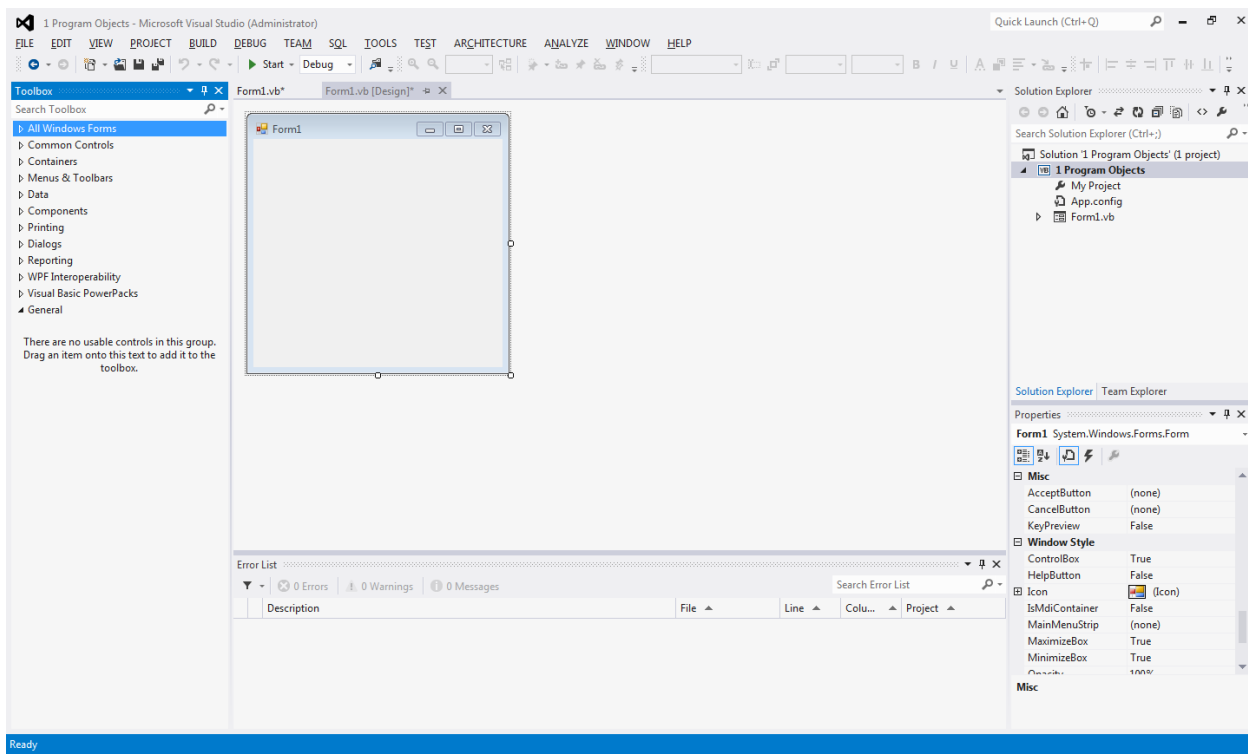 1 Program Objects - Microsoft Visual Studio (Administrator)
Quick Launch (Ctrl+Q)
FILE EDIT VIEW PROJECT BUILD DEBUG TEAM SQL TOOLS TEST ARCHITECTURE ANALYZE WINDOW HELP
Start Debug
Toolbox
Search Toolbox
All Windows Forms
Common Controls
Containers
Menus & Toolbars
Data
Components
Printing
Dialogs
Reporting
WPF Interoperability
Visual Basic PowerPacks
General
There are no usable controls in this group.
Drag an item onto this text to add it to the
toolbox.
Form1.vb* Form1.vb [Design]*
Form1
Error List
0 Errors 0 Warnings 0 Messages
Search Error List
Description File Line Colu... Project
Solution Explorer
Search Solution Explorer (Ctrl+;)
Solution '1 Program Objects' (1 project)
VB 1 Program Objects
My Project
App.config
Form1.vb
Solution Explorer Team Explorer
Properties
Form1 System.Windows.Forms.Form
Misc
AcceptButton (none)
CancelButton (none)
KeyPreview False
Window Style
ControlBox True
HelpButton False
Icon (Icon)
IsMdiContainer False
MainMenuStrip (none)
MaximizeBox True
MinimizeBox True
Opacity 100%
Misc
Ready